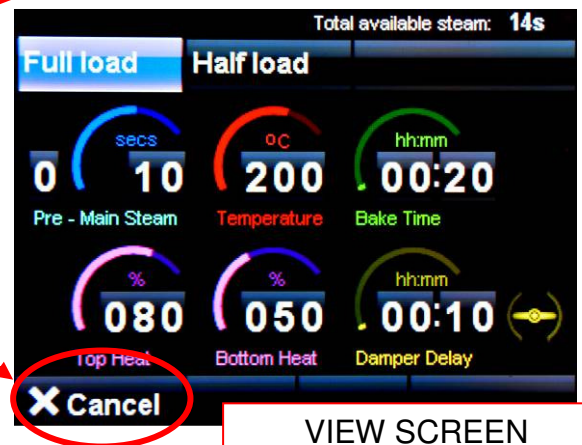 Total available steam: 14s
Full load Half load
secs oC hh:mm
0 10 200 00:20
Pre - Main Steam Temperature Bake Time
% % hh:mm
080 050 00:10
Top Heat Bottom Heat Damper Delay
X Cancel
VIEW SCREEN